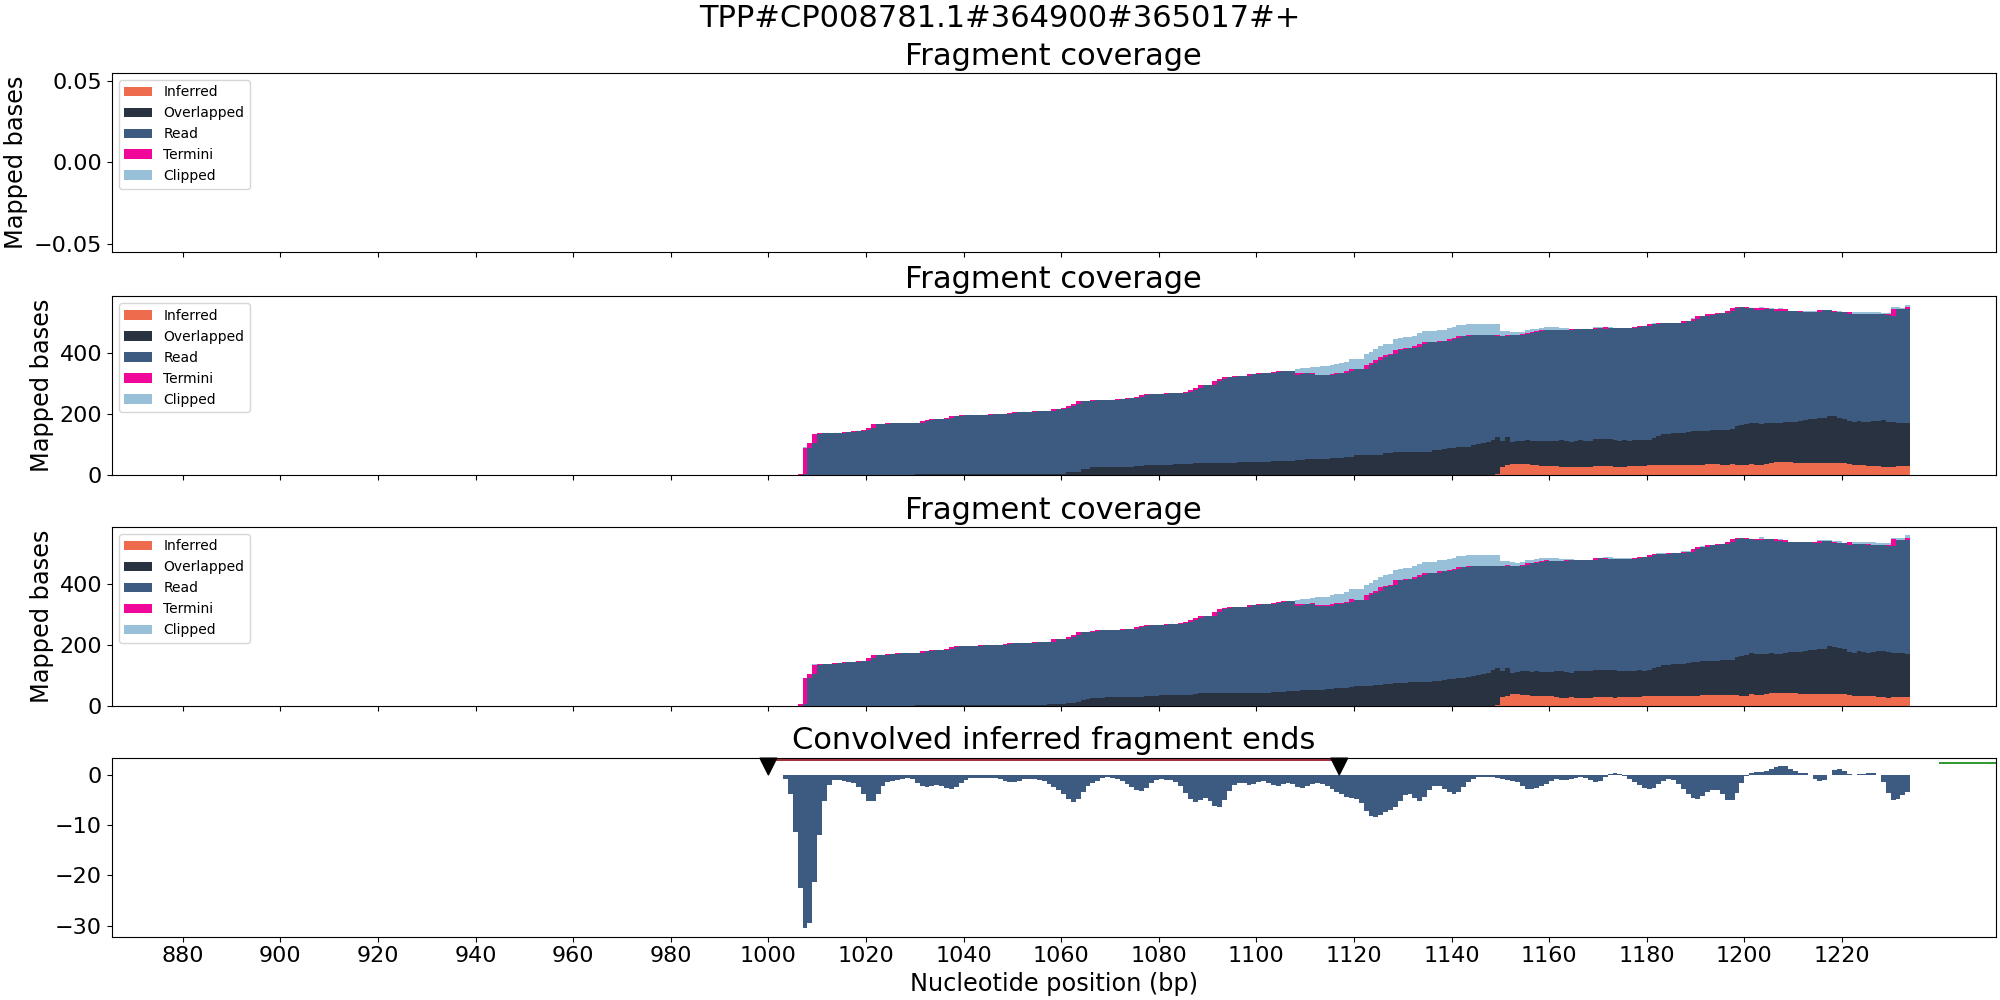 TPP#CP008781.1#364900#365017#+
Fragment coverage
Mapped bases
0.05
0.00
−0.05
Inferred
Overlapped
Read
Termini
Clipped
Fragment coverage
Mapped bases
400
200
0
Inferred
Overlapped
Read
Termini
Clipped
Fragment coverage
Mapped bases
400
200
0
Inferred
Overlapped
Read
Termini
Clipped
Convolved inferred fragment ends
0
−10
−20
−30
880 900 920 940 960 980 1000 1020 1040 1060 1080 1100 1120 1140 1160 1180 1200 1220
Nucleotide position (bp)